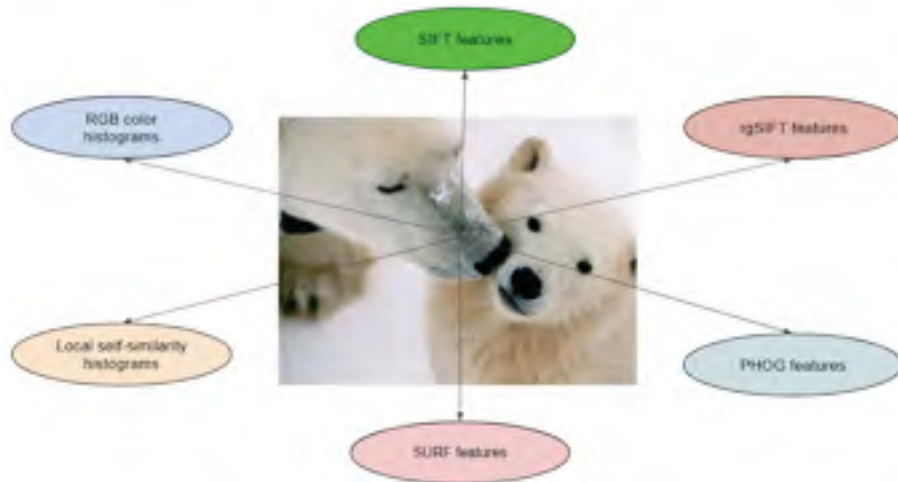 SIFT features
RGB color
histograms
rgSIFT features
Local self-similarity
histograms
PHOG features
SURF features